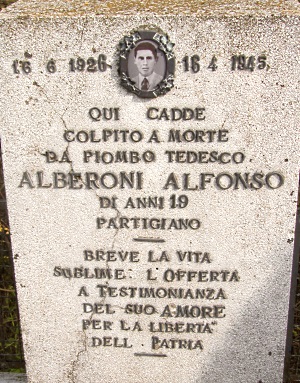 16 6 1926 16 4 1945
QUI CADDE
COLPITO A MORTE
DA PIOMBO TEDESCO
ALBERONI ALFONSO
DI ANNI 19
PARTIGIANO
BREVE LA VITA
SUBLIME L'OFFERTA
A TESTIMONIANZA
DEL SUO AMORE
PER LA LIBERTA'
DELL PATRIA